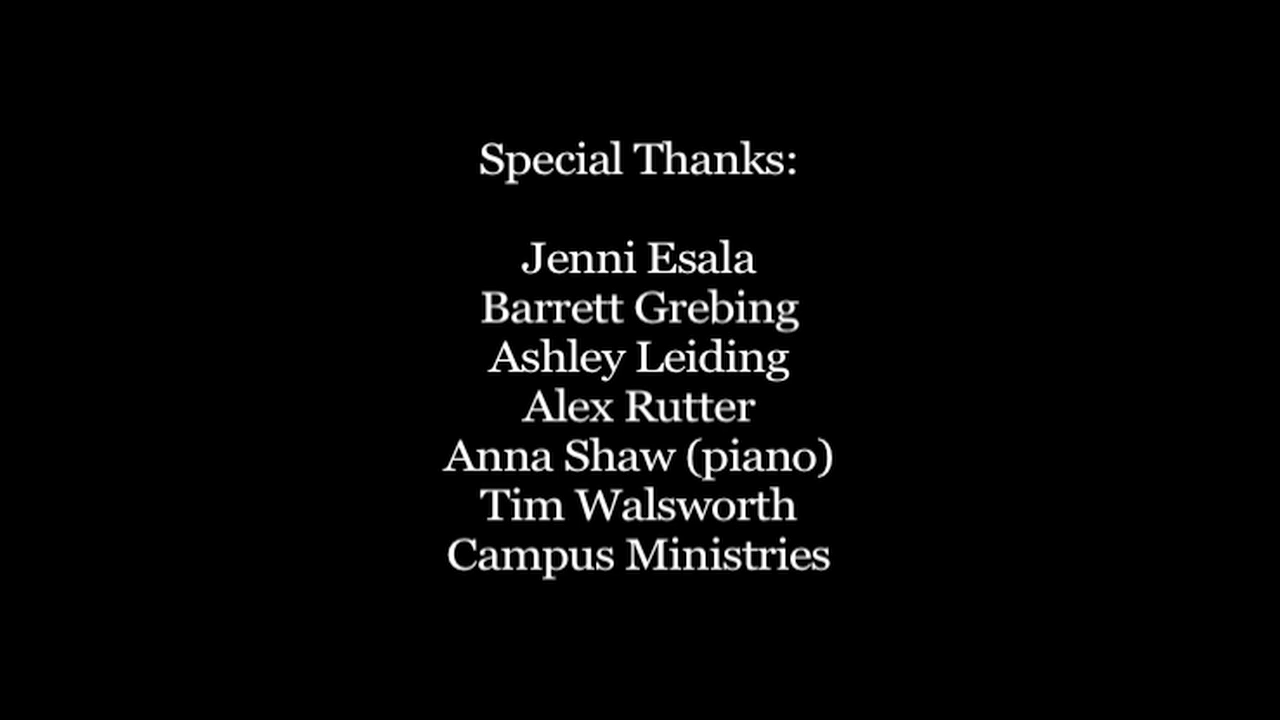 Special Thanks:
Jenni Esala
Barrett Grebing
Ashley Leiding
Alex Rutter
Anna Shaw (piano)
Tim Walsworth
Campus Ministries